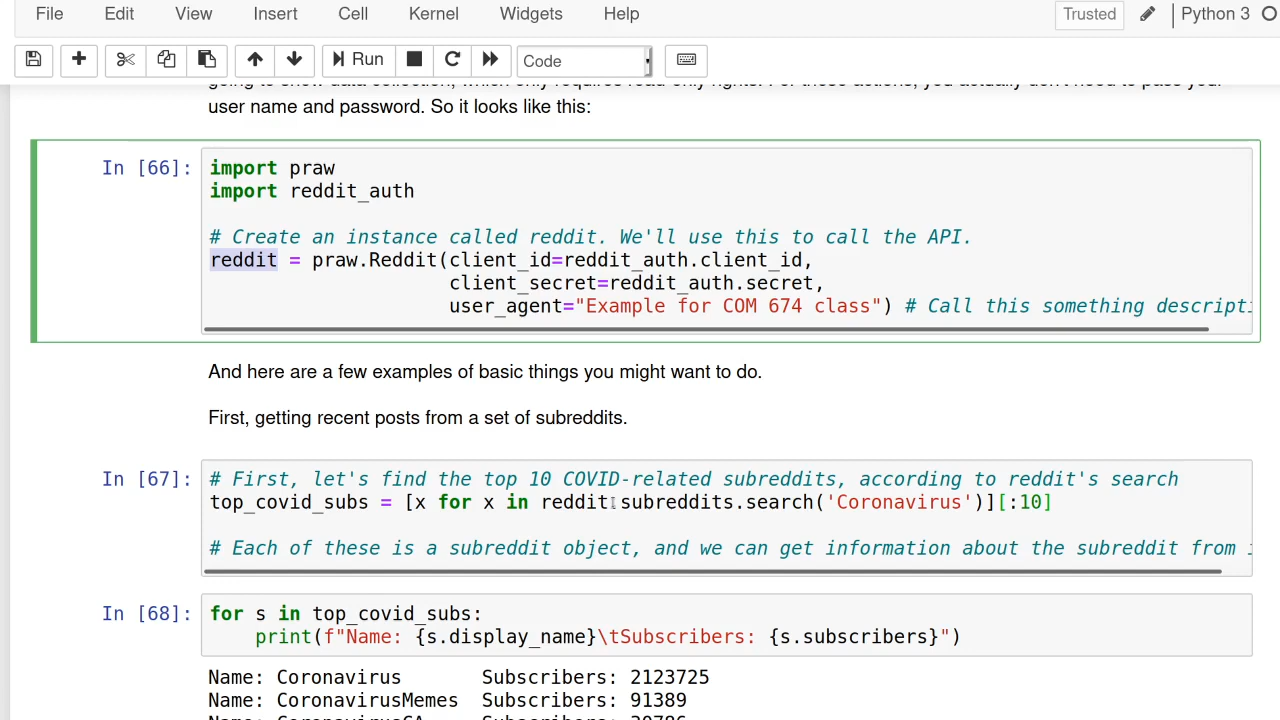 File Edit View Insert Cell Kernel Widgets Help Trusted Python 3
Run Code
user name and password. So it looks like this:
In [66]: import praw
import reddit_auth
# Create an instance called reddit. We'll use this to call the API.
reddit = praw.Reddit(client_id=reddit_auth.client_id,
client_secret=reddit_auth.secret,
user_agent="Example for COM 674 class") # Call this something descripti
And here are a few examples of basic things you might want to do.
First, getting recent posts from a set of subreddits.
In [67]: # First, let's find the top 10 COVID-related subreddits, according to reddit's search
top_covid_subs = [x for x in reddit.subreddits.search('Coronavirus')][:10]
# Each of these is a subreddit object, and we can get information about the subreddit from
In [68]: for s in top_covid_subs:
print(f"Name: {s.display_name}\tSubscribers: {s.subscribers}")
Name: Coronavirus Subscribers: 2123725
Name: CoronavirusMemes Subscribers: 91389